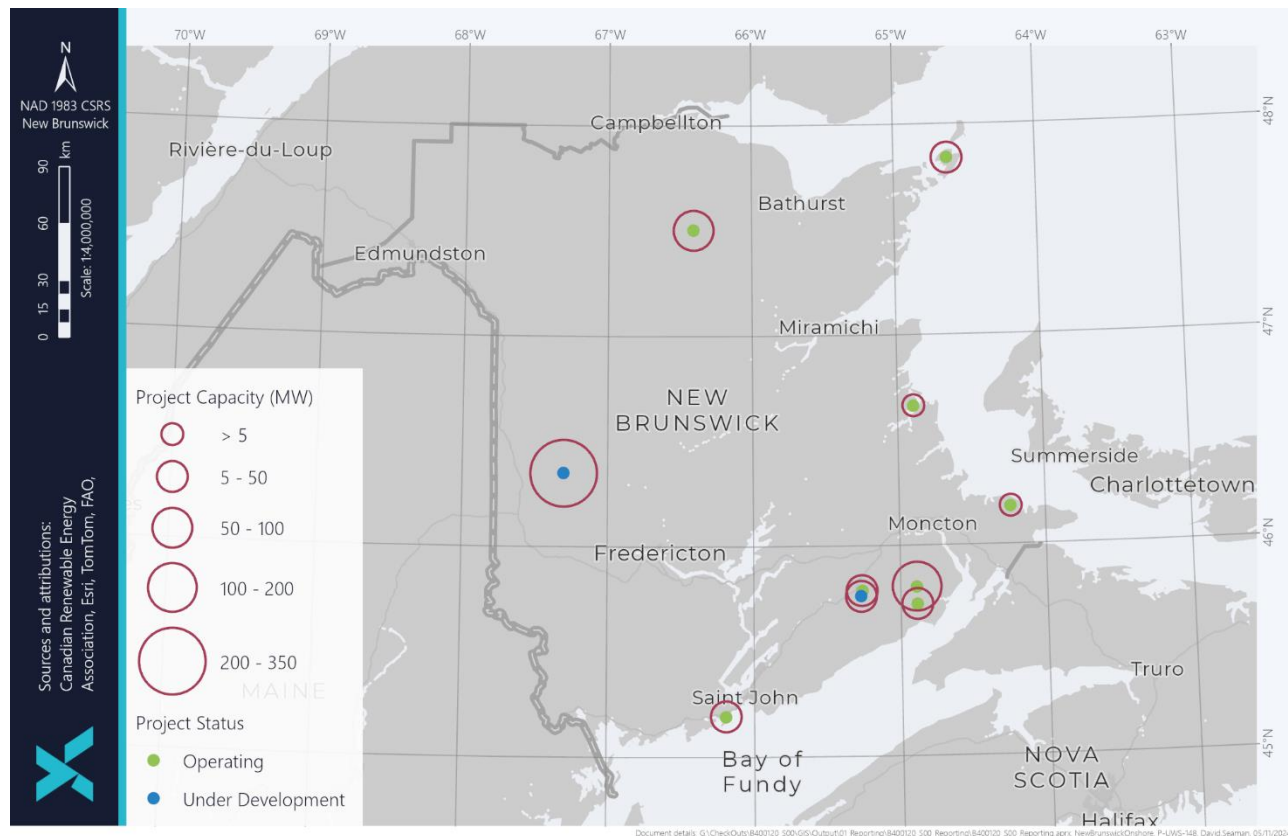 N
NAD 1983 CSRS
New Brunswick
0 15 30 60 90 km
Scale: 1:4,000,000
Sources and attributions:
Canadian Renewable Energy
Association, Esri, TomTom, FAO,
70°W 69°W 68°W 67°W 66°W 65°W 64°W 63°W
48°N
47°N
46°N
45°N
Campbellton
Rivière-du-Loup
Bathurst
Edmundston
Miramichi
NEW
BRUNSWICK
Summerside
Charlottetown
Moncton
Fredericton
Truro
Saint John
Bay of
Fundy
NOVA
SCOTIA
Halifax
MAINE
Project Capacity (MW)
> 5
5 - 50
50 - 100
100 - 200
200 - 350
Project Status
Operating
Under Development